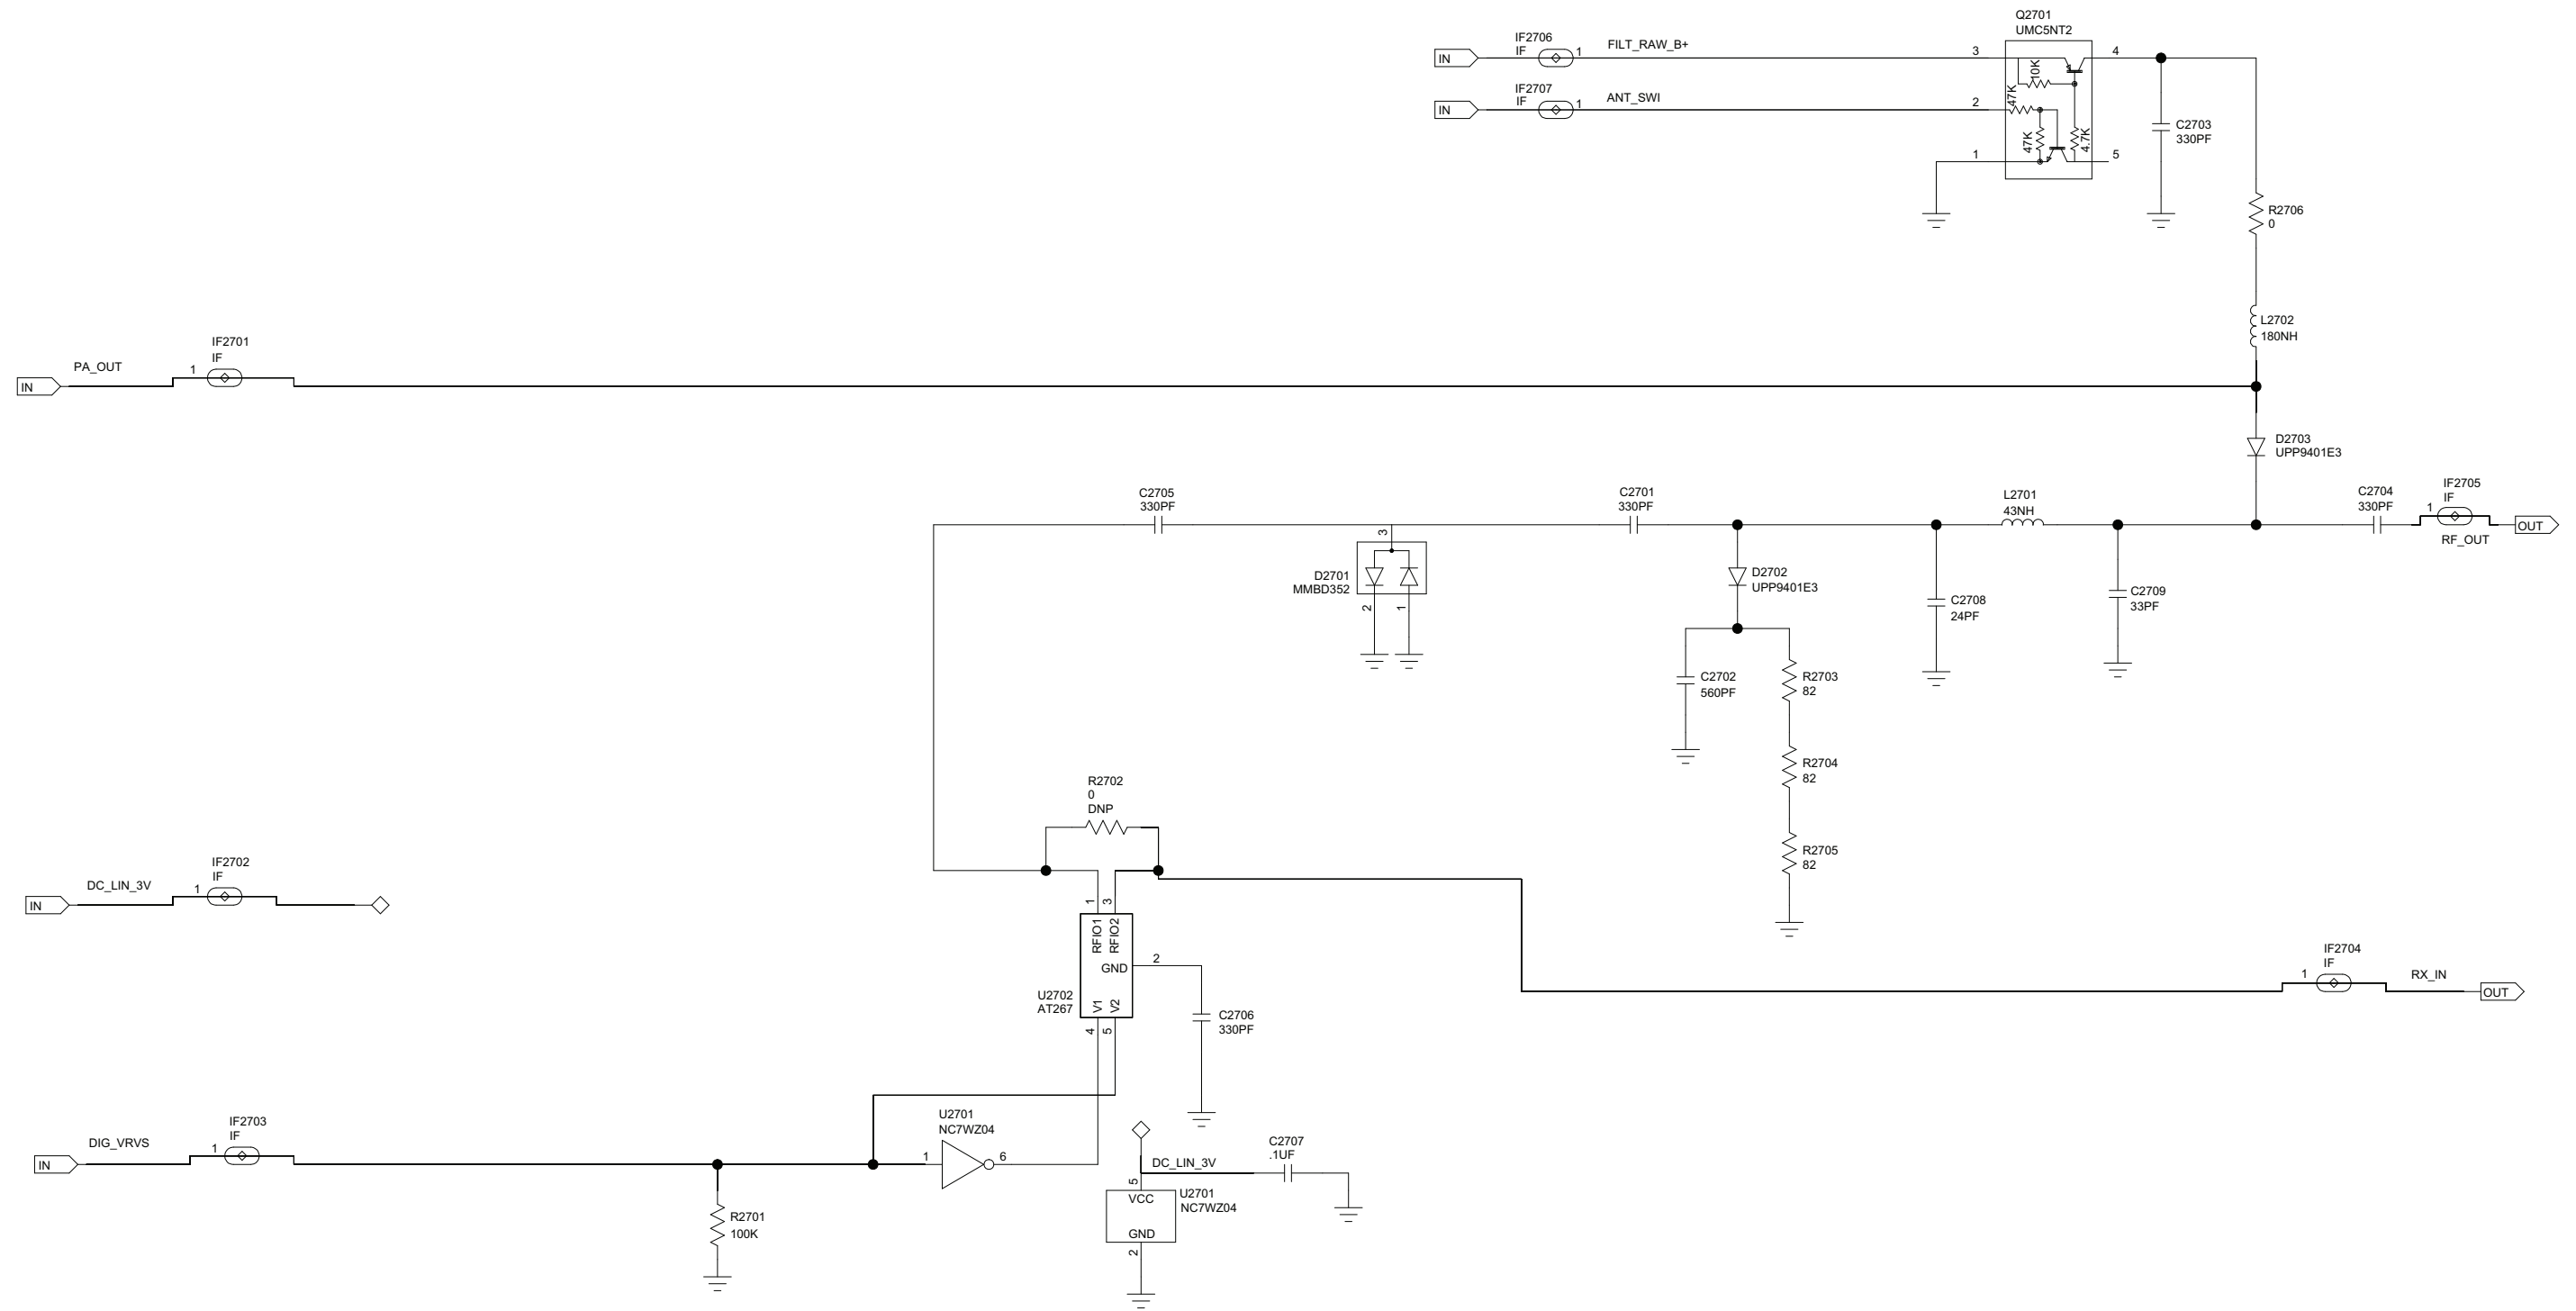 Q2701
UMC5NT2
IF2706
IF
IN
1
FILT_RAW_B+
3
4
10K
IF2707
IF
IN
1
ANT_SWI
2
47K
47K
4.7K
1
5
C2703
330PF
R2706
0
L2702
180NH
IF2701
IF
PA_OUT
1
IN
D2703
UPP9401E3
C2705
330PF
C2701
330PF
L2701
43NH
C2704
330PF
IF2705
IF
1
OUT
RF_OUT
3
D2701
MMBD352
2
1
D2702
UPP9401E3
C2708
24PF
C2709
33PF
C2702
560PF
R2703
82
R2704
82
R2705
82
R2702
0
DNP
IF2702
IF
DC_LIN_3V
1
IN
1
3
RFIO1
RFIO2
GND
2
U2702
AT267
V1
V2
4
5
C2706
330PF
IF2704
IF
1
RX_IN
OUT
IF2703
IF
DIG_VRVS
1
IN
U2701
NC7WZ04
1
6
R2701
100K
DC_LIN_3V
C2707
.1UF
5
VCC
GND
2
U2701
NC7WZ04